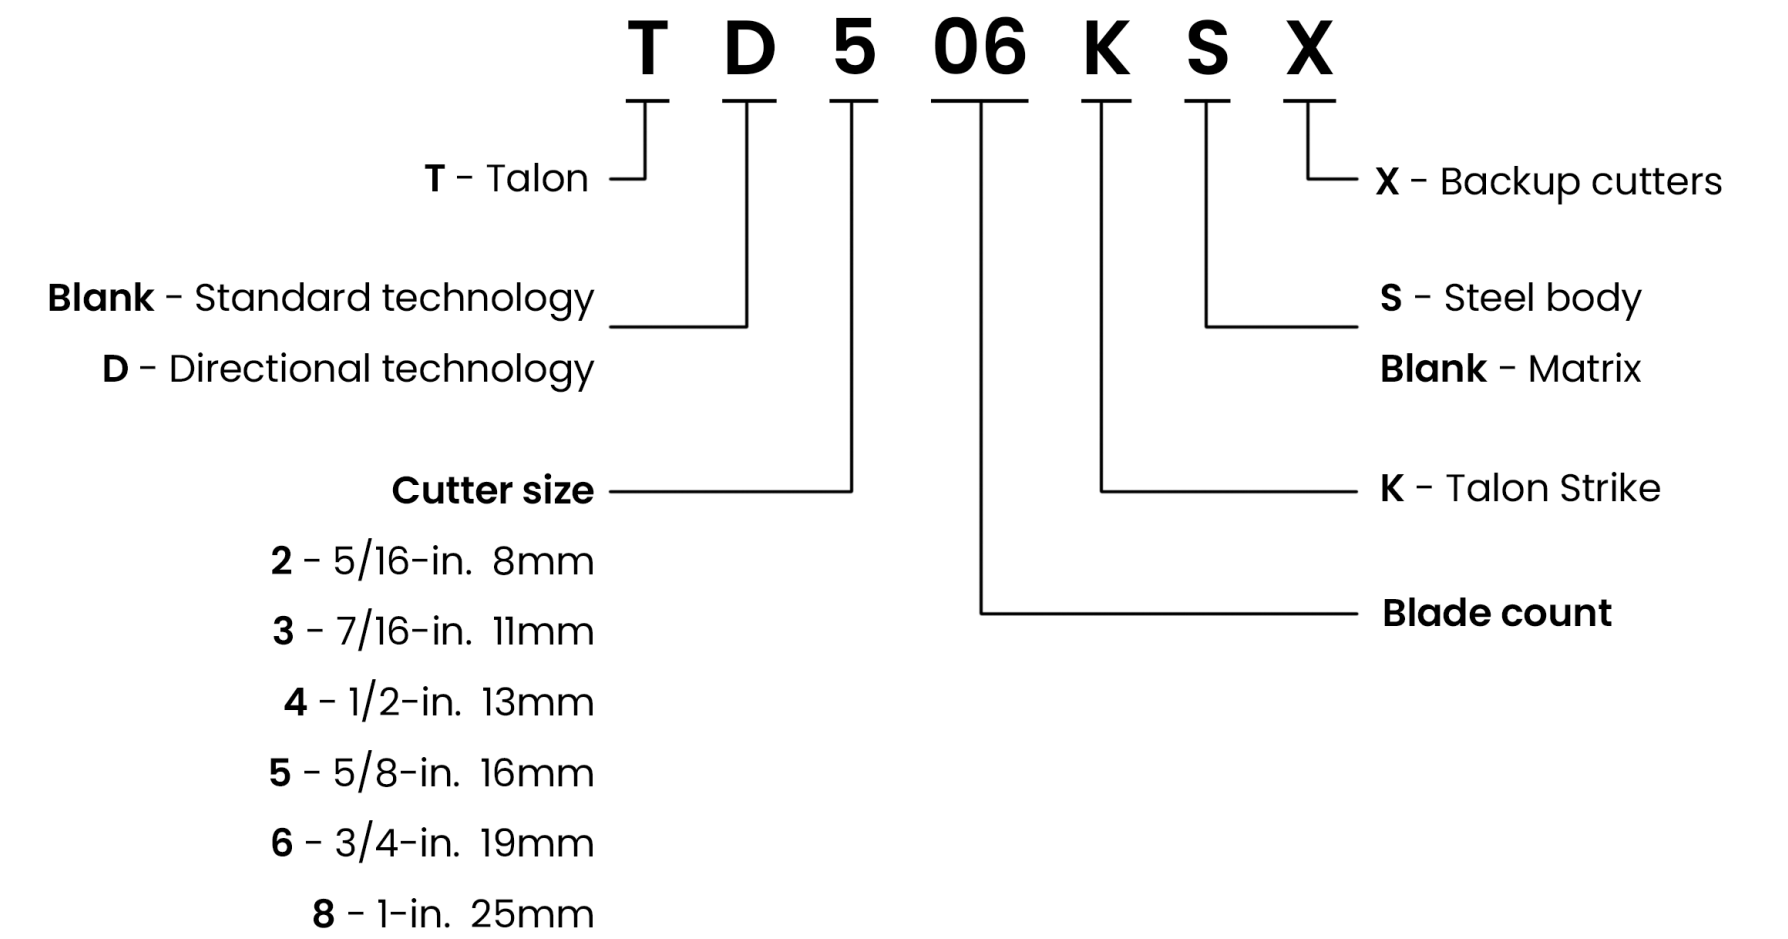 T D 5 06 K S X
T - Talon
X - Backup cutters
Blank - Standard technology
D - Directional technology
S - Steel body
Blank - Matrix
Cutter size
2 - 5/16-in. 8mm
3 - 7/16-in. 11mm
4 - 1/2-in. 13mm
5 - 5/8-in. 16mm
6 - 3/4-in. 19mm
8 - 1-in. 25mm
K - Talon Strike
Blade count